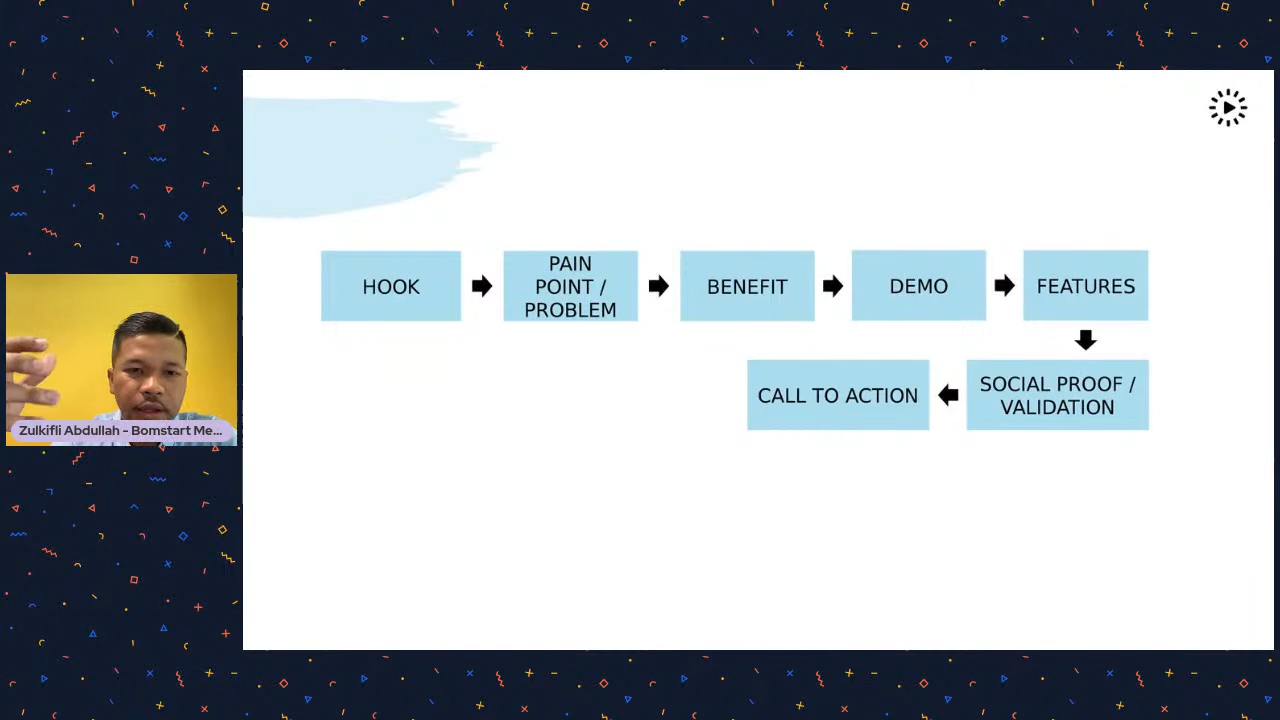 HOOK
PAIN
POINT /
PROBLEM
BENEFIT
DEMO
FEATURES
SOCIAL PROOF /
VALIDATION
CALL TO ACTION
Zulkifli Abdullah - Bomstart Me...